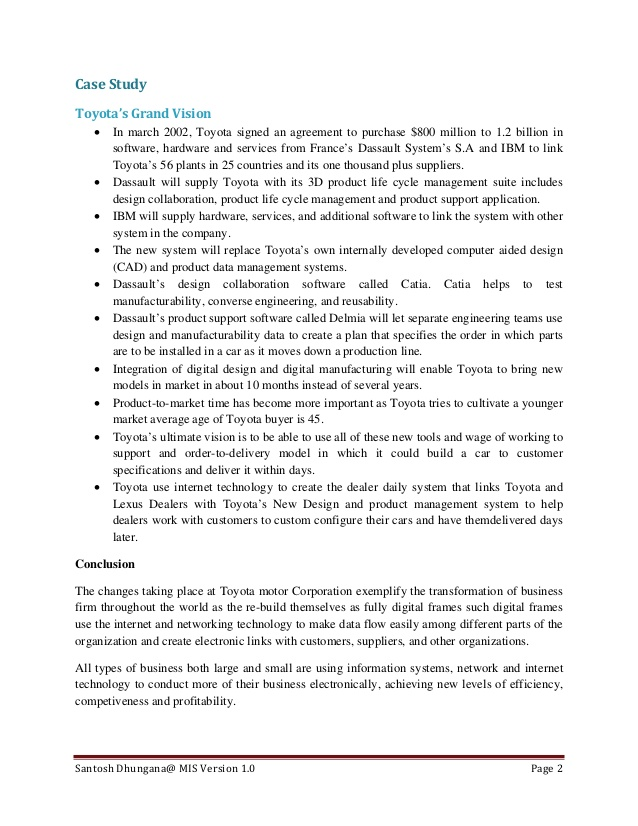 Case Study
Toyota's Grand Vision
• In march 2002, Toyota signed an agreement to purchase $800 million to 1.2 billion in
software, hardware and services from France's Dassault System's S.A and IBM to link
Toyota's 56 plants in 25 countries and its one thousand plus suppliers.
• Dassault will supply Toyota with its 3D product life cycle management suite includes
design collaboration, product life cycle management and product support application.
• IBM will supply hardware, services, and additional software to link the system with other
system in the company.
• The new system will replace Toyota's own internally developed computer aided design
(CAD) and product data management systems.
• Dassault's design collaboration software called Catia. Catia helps to test
manufacturability, converse engineering, and reusability.
• Dassault's product support software called Delmia will let separate engineering teams use
design and manufacturability data to create a plan that specifies the order in which parts
are to be installed in a car as it moves down a production line.
• Integration of digital design and digital manufacturing will enable Toyota to bring new
models in market in about 10 months instead of several years.
• Product-to-market time has become more important as Toyota tries to cultivate a younger
market average age of Toyota buyer is 45.
• Toyota's ultimate vision is to be able to use all of these new tools and wage of working to
support and order-to-delivery model in which it could build a car to customer
specifications and deliver it within days.
• Toyota use internet technology to create the dealer daily system that links Toyota and
Lexus Dealers with Toyota's New Design and product management system to help
dealers work with customers to custom configure their cars and have themdelivered days
later.
Conclusion
The changes taking place at Toyota motor Corporation exemplify the transformation of business
firm throughout the world as the re-build themselves as fully digital frames such digital frames
use the internet and networking technology to make data flow easily among different parts of the
organization and create electronic links with customers, suppliers, and other organizations.
All types of business both large and small are using information systems, network and internet
technology to conduct more of their business electronically, achieving new levels of efficiency,
competiveness and profitability.
Santosh Dhungana@ MIS Version 1.0 Page 2